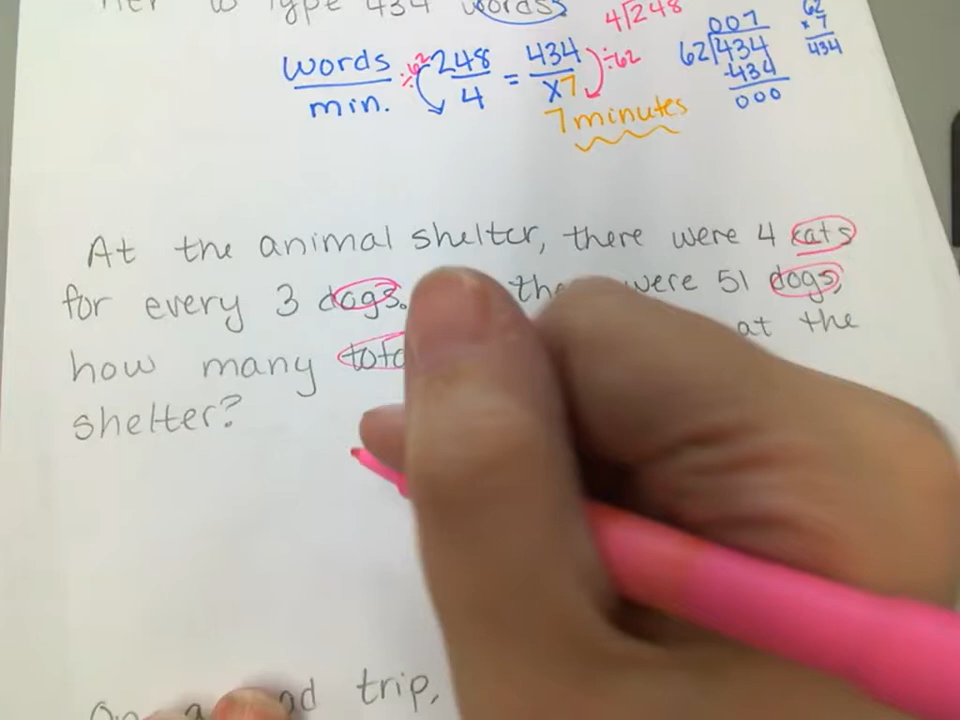 to type 434 words
words/min. ÷62 248/4 = 434/x7 ÷62
7 minutes
4)248
007
62)434
-434
000
62
x 7
434
At the animal shelter, there were 4 cats
for every 3 dogs. were 51 dogs,
how many at the
shelter?
trip,